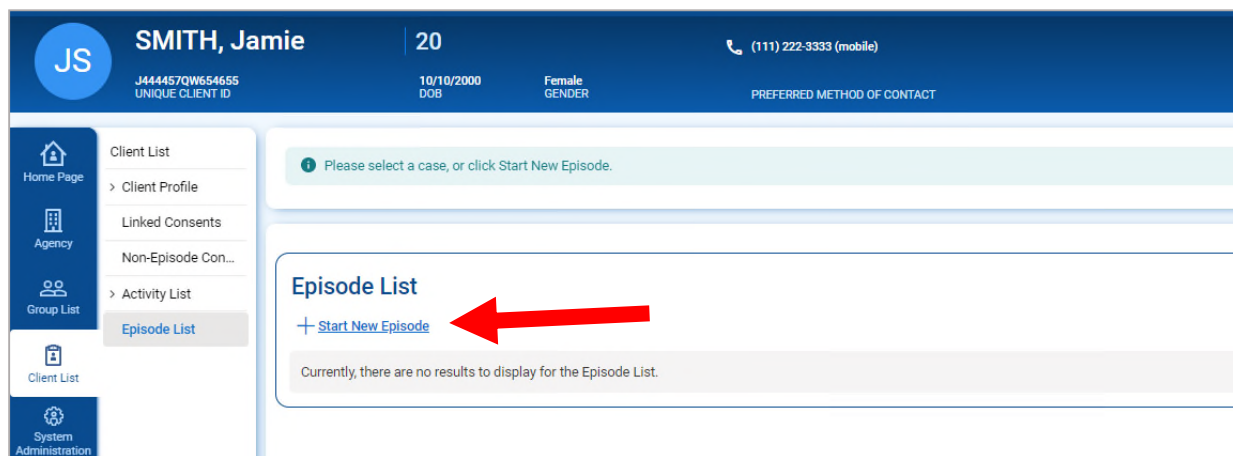 JS
SMITH, Jamie
20
(111) 222-3333 (mobile)
J444457QW654655
UNIQUE CLIENT ID
10/10/2000
DOB
Female
GENDER
PREFERRED METHOD OF CONTACT
Home Page
Agency
Group List
Client List
System
Administration
Client List
> Client Profile
Linked Consents
Non-Episode Con...
> Activity List
Episode List
Please select a case, or click Start New Episode.
Episode List
+ Start New Episode
Currently, there are no results to display for the Episode List.